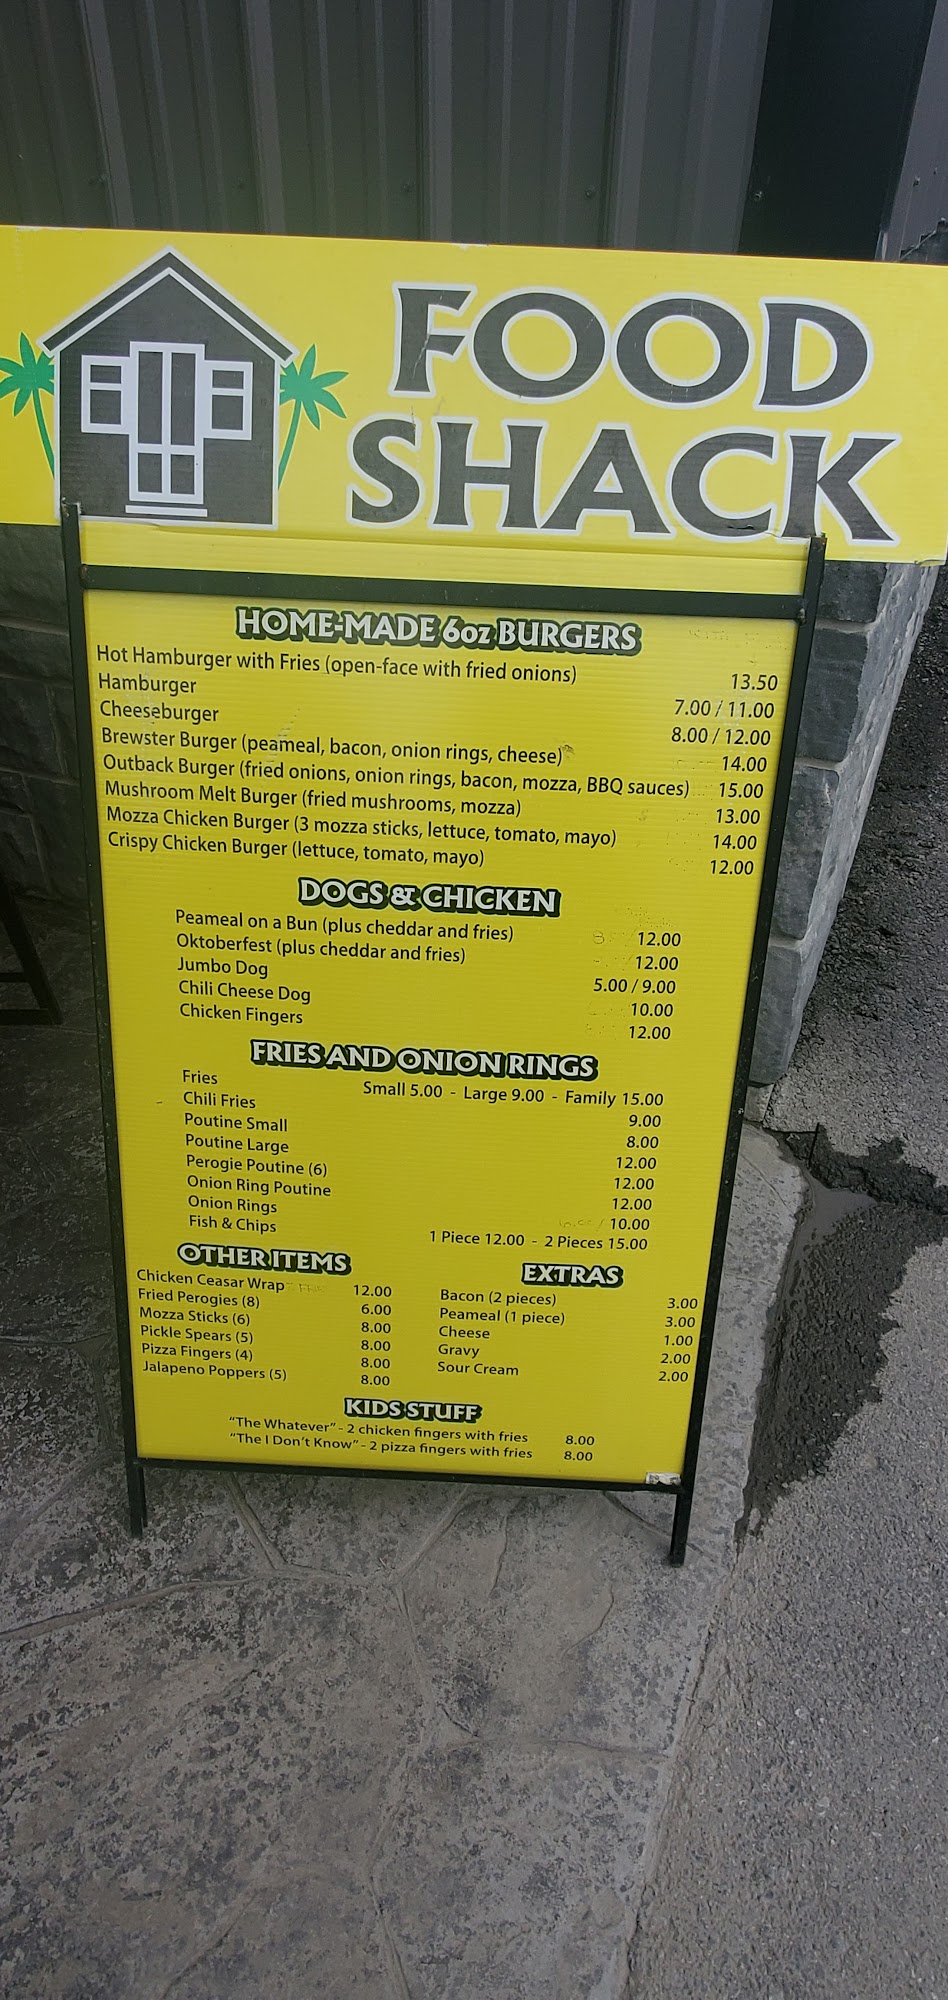 FOOD
SHACK
HOME-MADE 6oz BURGERS
Hot Hamburger with Fries (open-face with fried onions) 13.50
Hamburger 7.00 / 11.00
Cheeseburger 8.00 / 12.00
Brewster Burger (peameal, bacon, onion rings, cheese) 14.00
Outback Burger (fried onions, onion rings, bacon, mozza, BBQ sauces) 15.00
Mushroom Melt Burger (fried mushrooms, mozza) 13.00
Mozza Chicken Burger (3 mozza sticks, lettuce, tomato, mayo) 14.00
Crispy Chicken Burger (lettuce, tomato, mayo) 12.00
DOGS & CHICKEN
Peameal on a Bun (plus cheddar and fries) 12.00
Oktoberfest (plus cheddar and fries) 12.00
Jumbo Dog 5.00 / 9.00
Chili Cheese Dog 10.00
Chicken Fingers 12.00
FRIES AND ONION RINGS
Fries Small 5.00 - Large 9.00 - Family 15.00
Chili Fries 9.00
Poutine Small 8.00
Poutine Large 12.00
Perogie Poutine (6) 12.00
Onion Ring Poutine 12.00
Onion Rings 10.00
Fish & Chips 1 Piece 12.00 - 2 Pieces 15.00
OTHER ITEMS
Chicken Ceasar Wrap 12.00
Fried Perogies (8) 6.00
Mozza Sticks (6) 8.00
Pickle Spears (5) 8.00
Pizza Fingers (4) 8.00
Jalapeno Poppers (5) 8.00
EXTRAS
Bacon (2 pieces) 3.00
Peameal (1 piece) 3.00
Cheese 1.00
Gravy 2.00
Sour Cream 2.00
KIDS STUFF
"The Whatever" - 2 chicken fingers with fries 8.00
"The I Don't Know" - 2 pizza fingers with fries 8.00